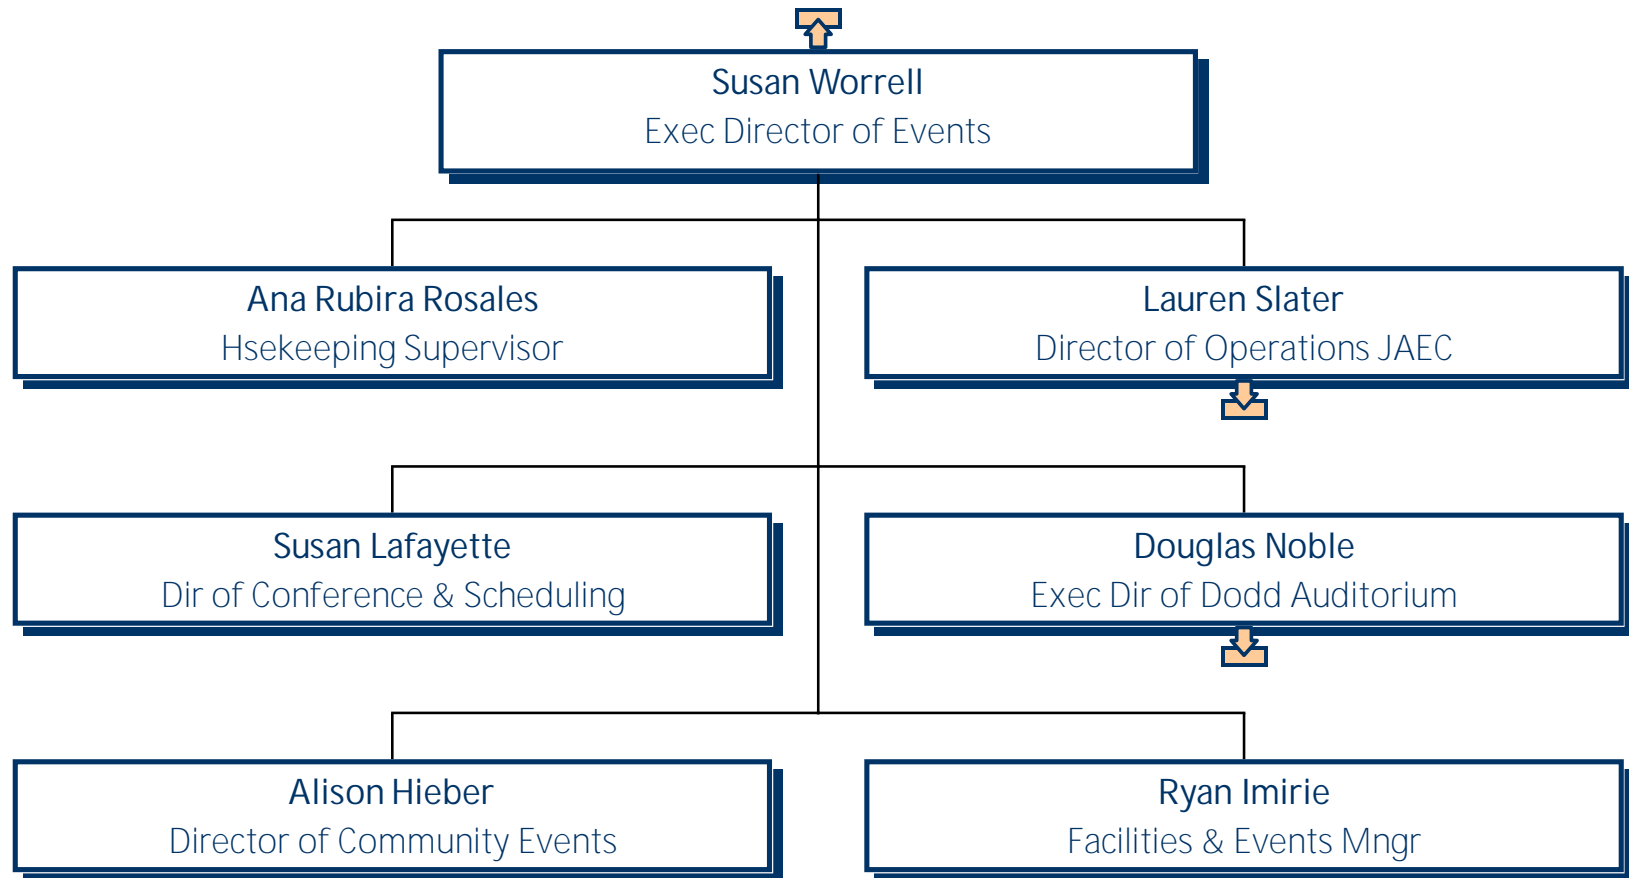 Susan Worrell
Exec Director of Events
Ana Rubira Rosales
Hsekeeping Supervisor
Lauren Slater
Director of Operations JAEC
Susan Lafayette
Dir of Conference & Scheduling
Douglas Noble
Exec Dir of Dodd Auditorium
Alison Hieber
Director of Community Events
Ryan Imirie
Facilities & Events Mngr